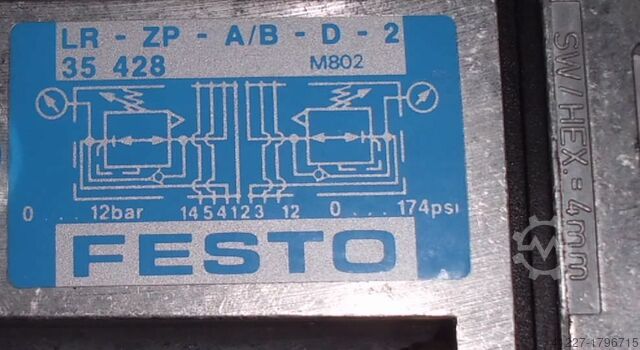 LR - ZP - A/B - D - 2
35 428 M802
0 ... 12bar 14 5 4 1 2 3 12 0 ... 174psi
FESTO
SW/HEX. = 4mm
227-1796715